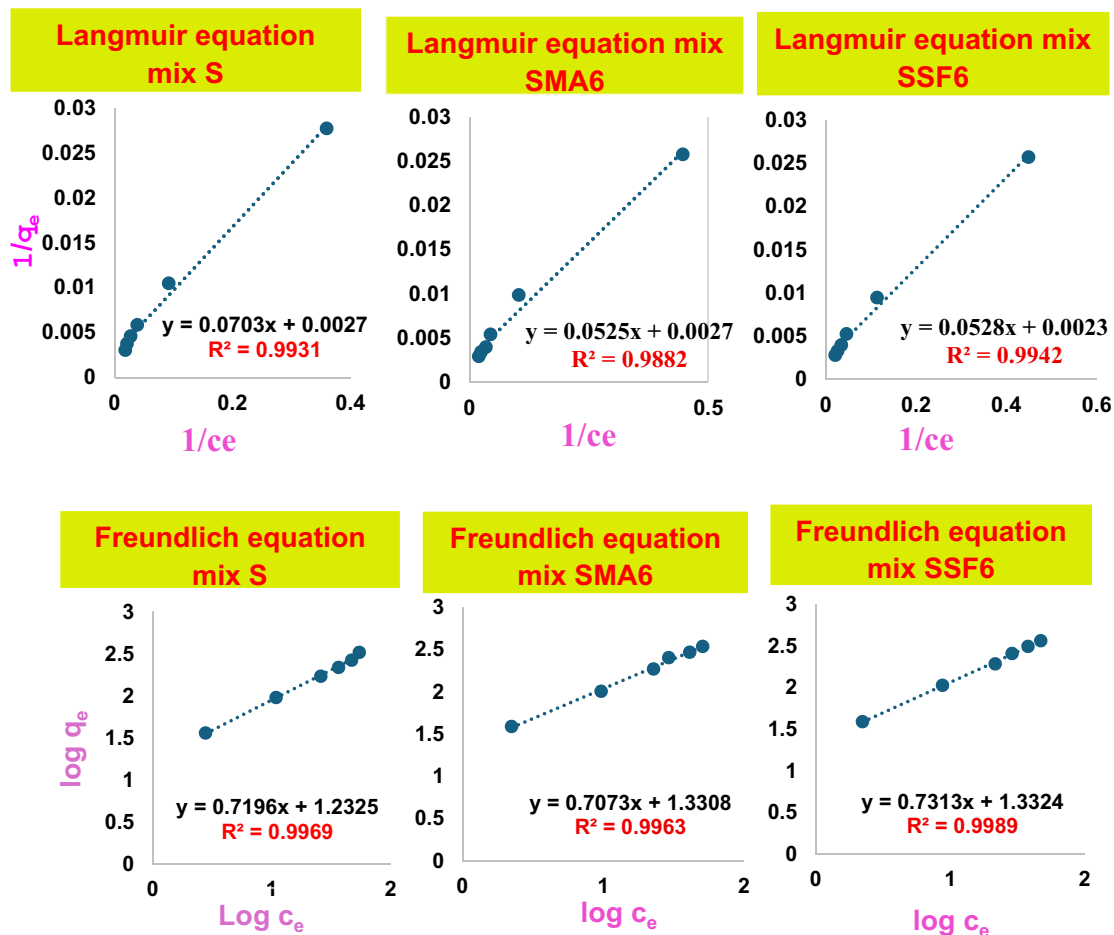 Langmuir equation
mix S
Langmuir equation mix
SMA6
Langmuir equation mix
SSF6
0.03
0.025
0.02
0.015
0.01
0.005
0
1/qe
y = 0.0703x + 0.0027
R² = 0.9931
0
0.2
0.4
1/ce
0.03
0.025
0.02
0.015
0.01
0.005
0
y = 0.0525x + 0.0027
R² = 0.9882
0
0.5
1/ce
0.03
0.025
0.02
0.015
0.01
0.005
0
y = 0.0528x + 0.0023
R² = 0.9942
0
0.2
0.4
0.6
1/ce
Freundlich equation
mix S
Freundlich equation
mix SMA6
Freundlich equation
mix SSF6
3
2.5
2
1.5
1
0.5
0
log qe
y = 0.7196x + 1.2325
R² = 0.9969
0
1
2
Log ce
3
2.5
2
1.5
1
0.5
0
y = 0.7073x + 1.3308
R² = 0.9963
0
1
2
log ce
3
2.5
2
1.5
1
0.5
0
y = 0.7313x + 1.3324
R² = 0.9989
0
1
2
log ce